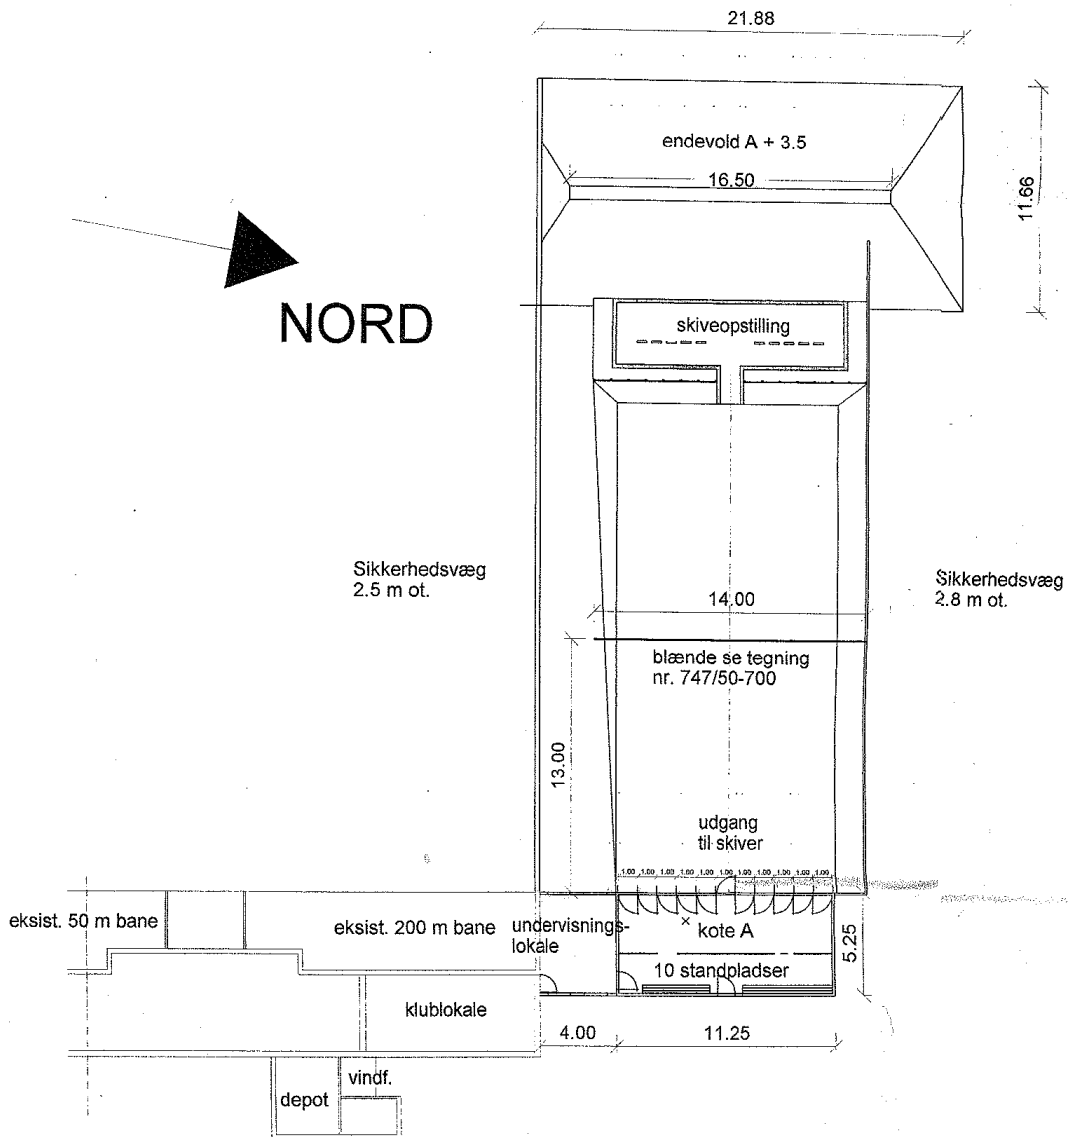 21.88
endevold A + 3.5
16.50
11.66
NORD
skiveopstilling
Sikkerhedsvæg
2.5 m ot.
Sikkerhedsvæg
2.8 m ot.
14.00
blænde se tegning
nr. 747/50-700
13.00
udgang
til skiver
1.00 1.00 1.00 1.00 1.00 1.00 1.00 1.00 1.00 1.00 1.00
eksist. 50 m bane
eksist. 200 m bane
undervisnings-
lokale
kote A
5.25
10 standpladser
klublokale
4.00
11.25
vindf.
depot